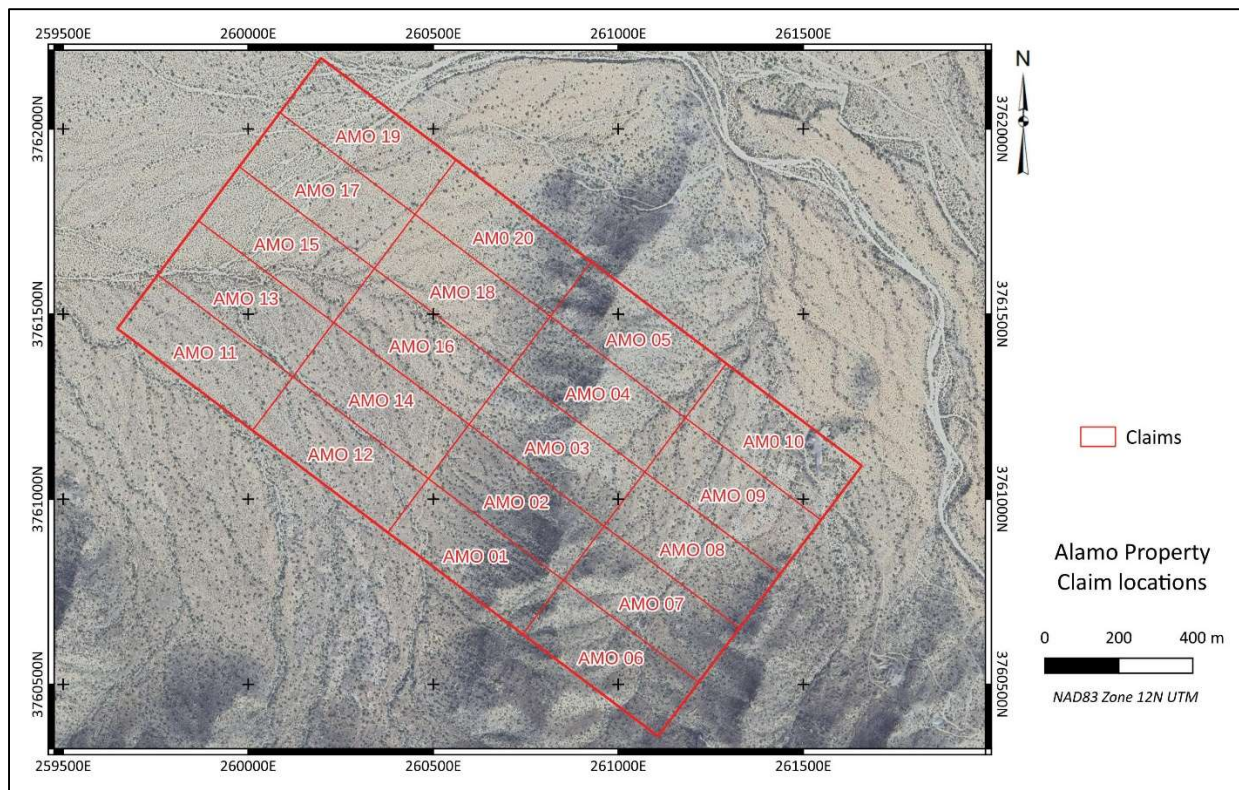 259500E
260000E
260500E
261000E
261500E
N
3762000N
3762000N
AMO 19
AMO 17
AMO 15
AM0 20
AMO 13
AMO 18
3761500N
3761500N
AMO 11
AMO 16
AMO 05
AMO 14
AMO 04
AMO 12
AMO 03
AM0 10
Claims
AMO 02
AMO 09
3761000N
3761000N
AMO 01
AMO 08
Alamo Property
Claim locations
AMO 07
AMO 06
0 200 400 m
3760500N
3760500N
NAD83 Zone 12N UTM
259500E
260000E
260500E
261000E
261500E